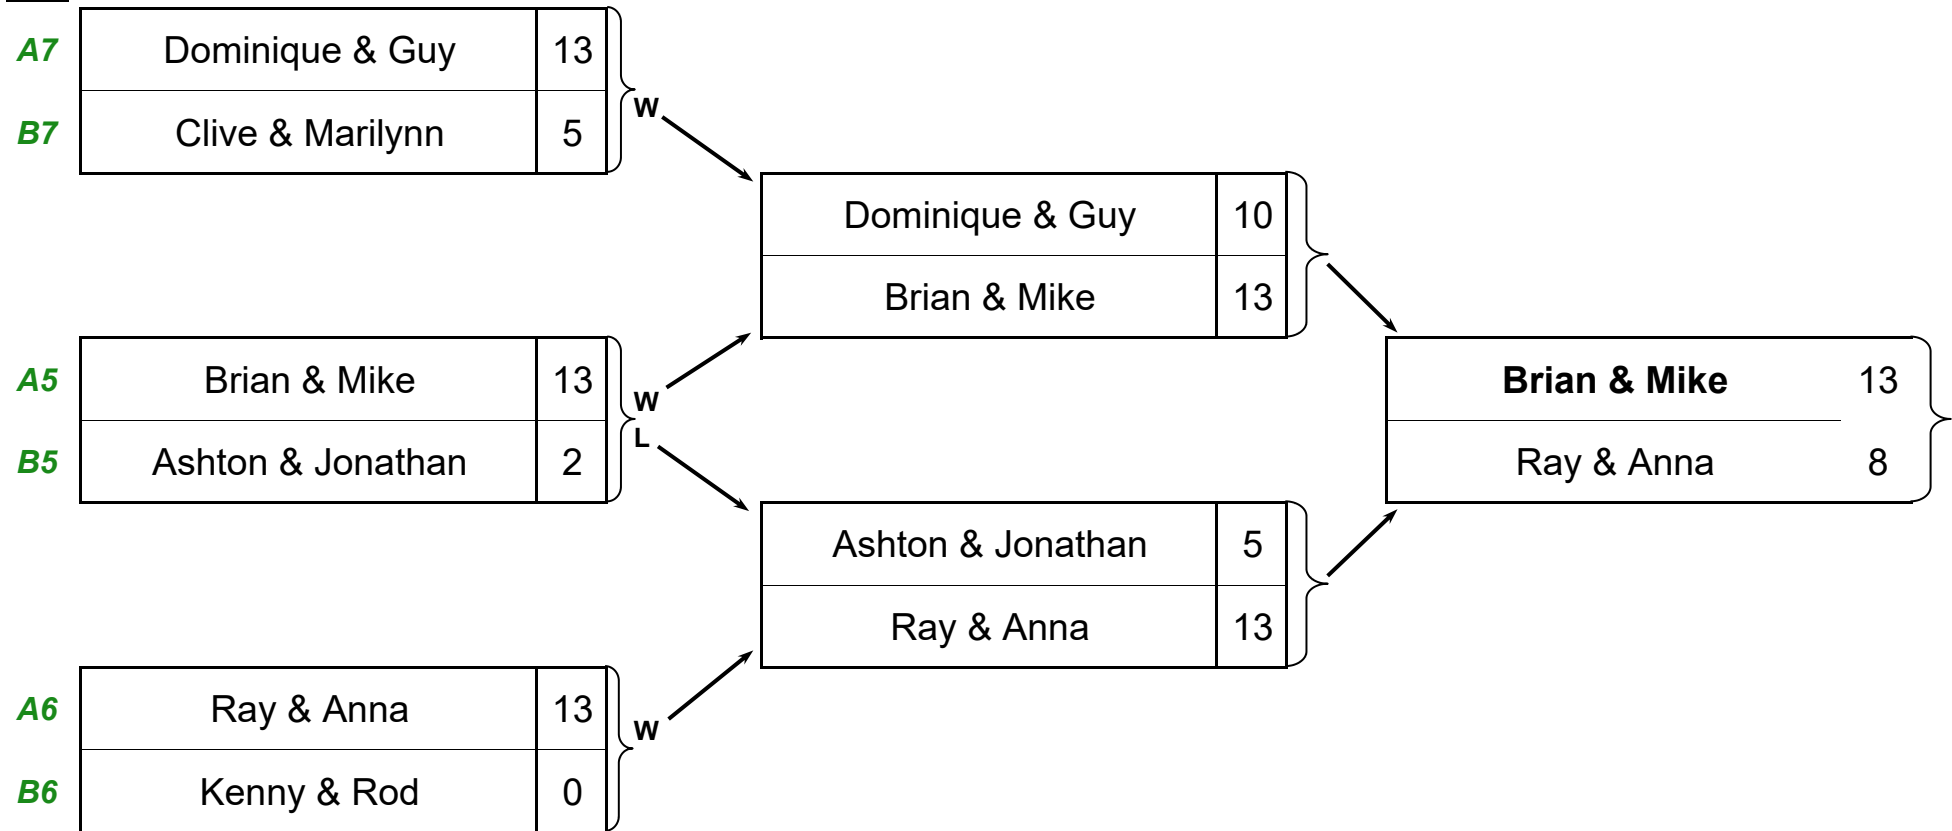 A7 Dominique & Guy 13
B7 Clive & Marilynn 5
W
Dominique & Guy 10
Brian & Mike 13
A5 Brian & Mike 13
B5 Ashton & Jonathan 2
W
L
Brian & Mike 13
Ray & Anna 8
Ashton & Jonathan 5
Ray & Anna 13
A6 Ray & Anna 13
B6 Kenny & Rod 0
W